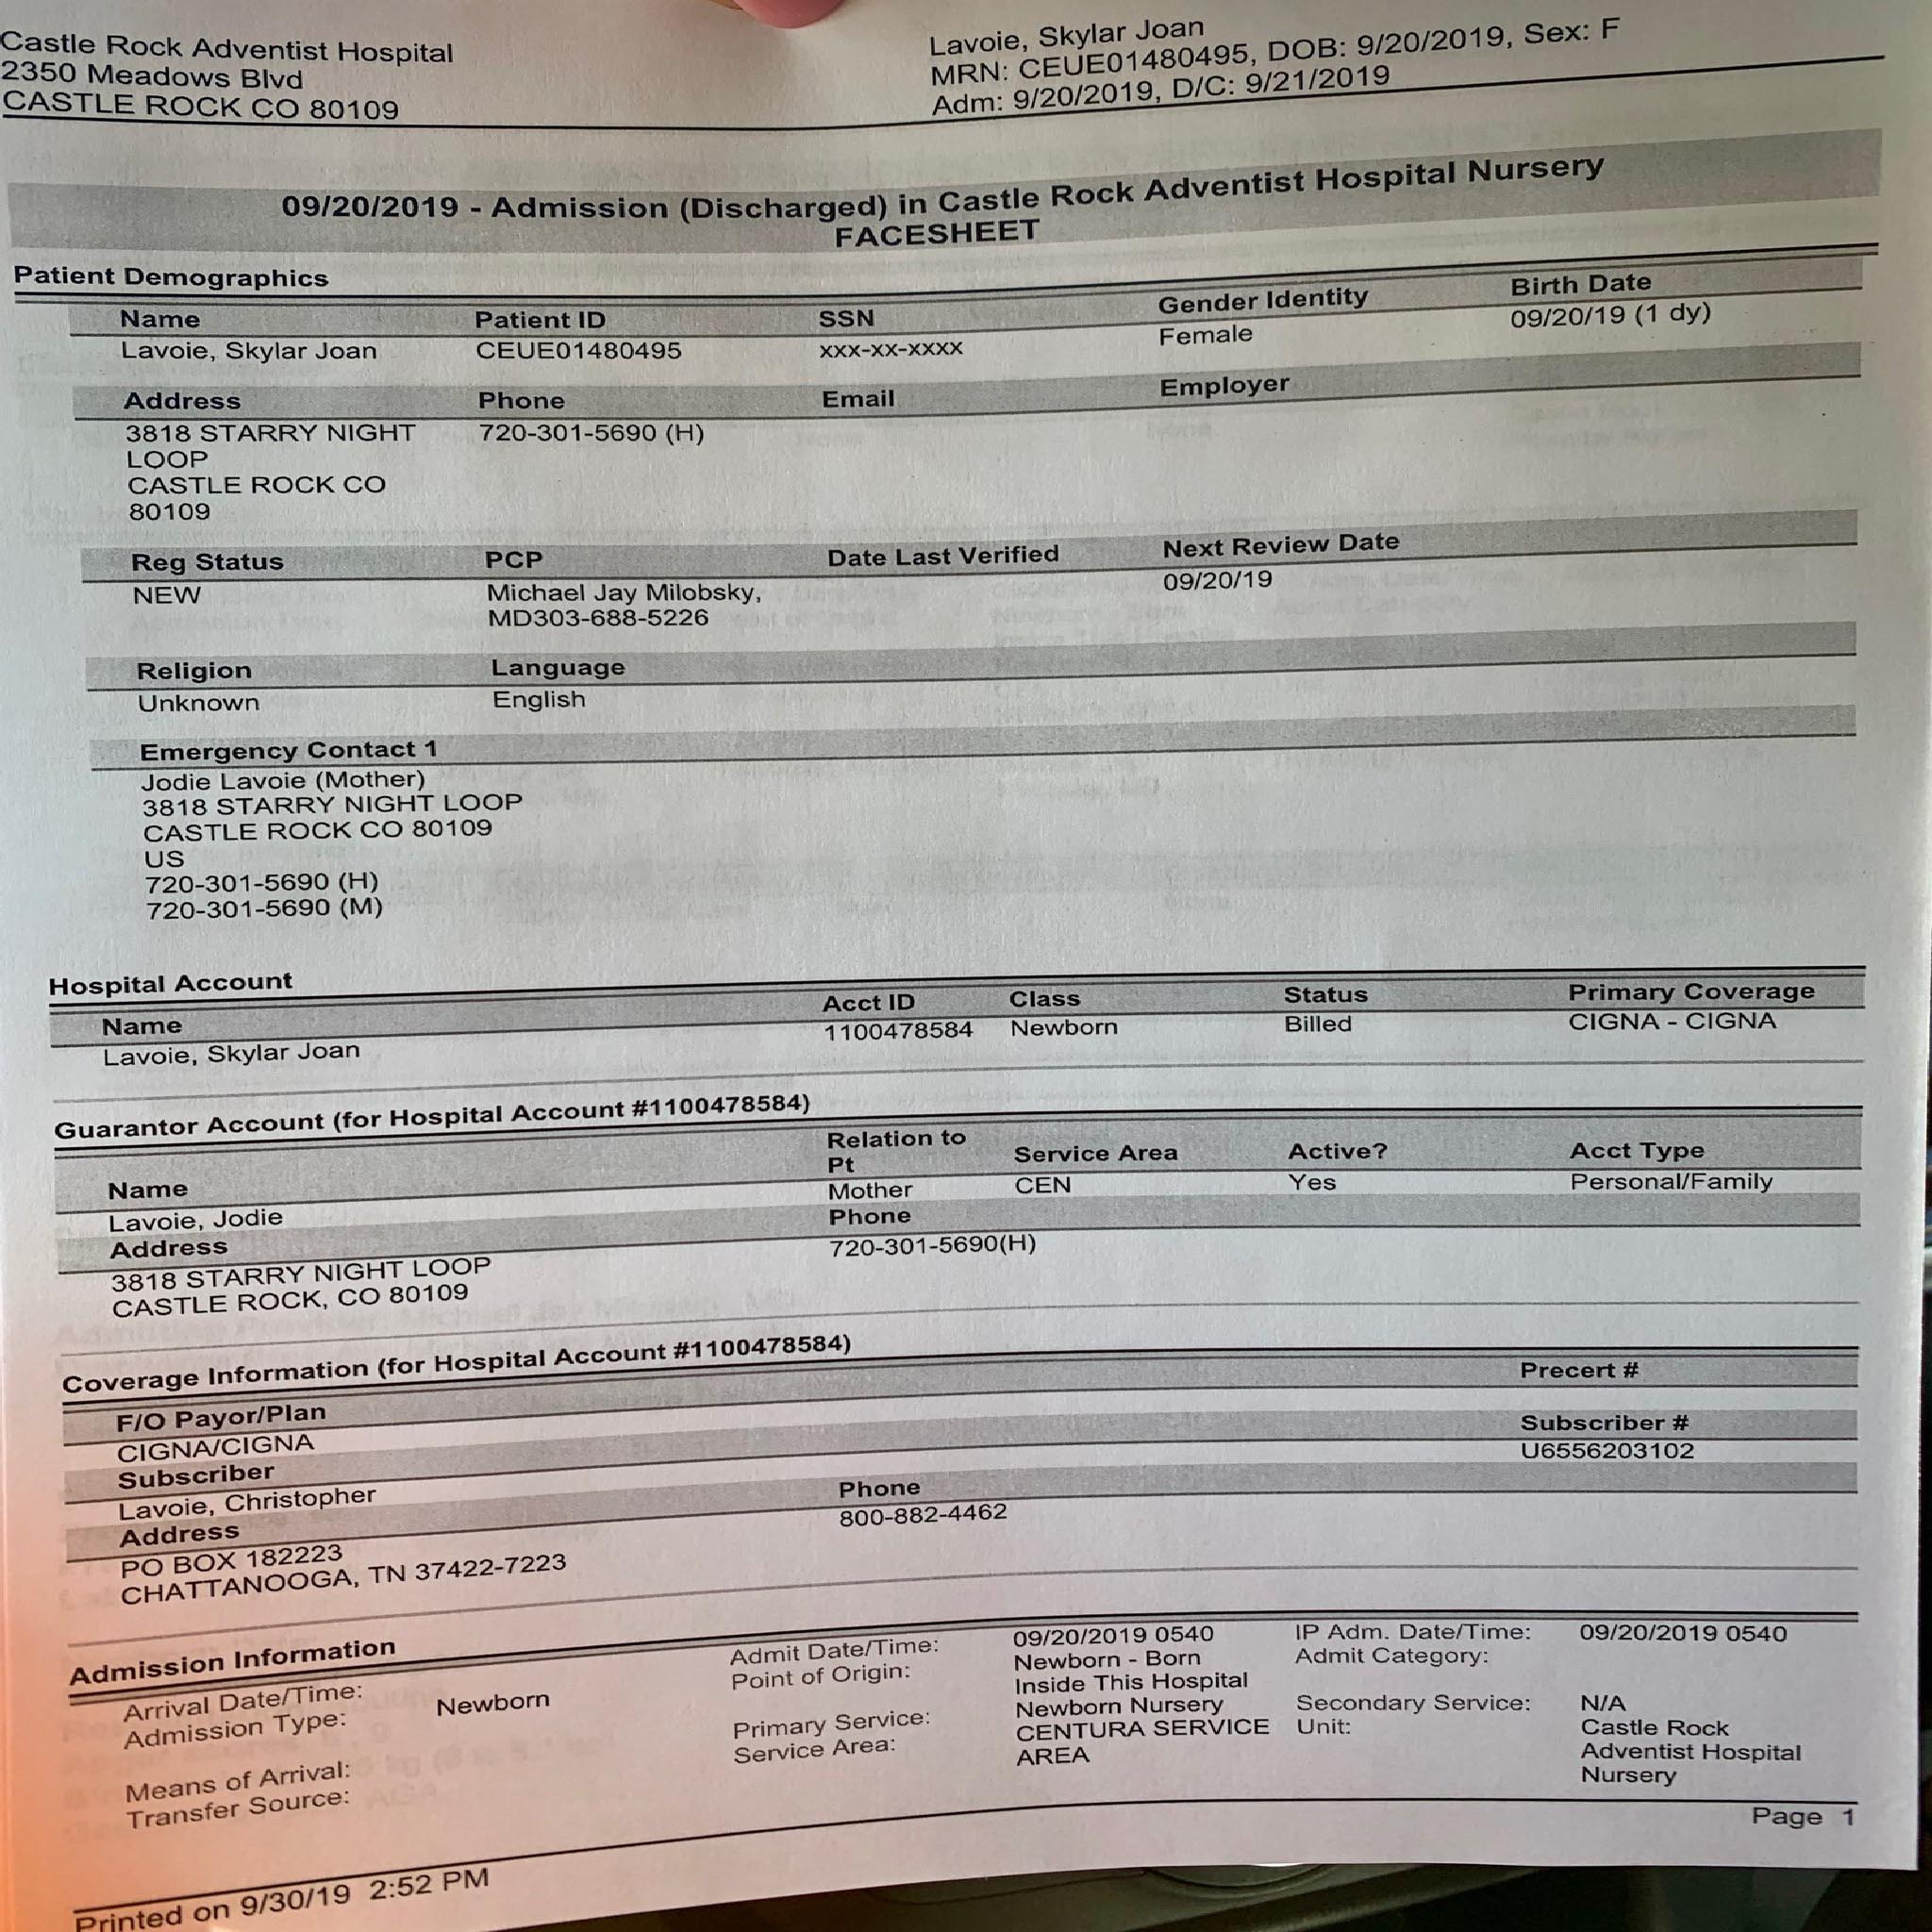 Castle Rock Adventist Hospital
2350 Meadows Blvd
CASTLE ROCK CO 80109
Lavoie, Skylar Joan
MRN: CEUE01480495, DOB: 9/20/2019, Sex: F
Adm: 9/20/2019, D/C: 9/21/2019
09/20/2019 - Admission (Discharged) in Castle Rock Adventist Hospital Nursery
FACESHEET
Patient Demographics
Name Patient ID SSN Gender Identity Birth Date
Lavoie, Skylar Joan CEUE01480495 xxx-xx-xxxx Female 09/20/19 (1 dy)
Address Phone Email Employer
3818 STARRY NIGHT 720-301-5690 (H)
LOOP
CASTLE ROCK CO
80109
Reg Status PCP Date Last Verified Next Review Date
NEW Michael Jay Milobsky, 09/20/19
MD303-688-5226
Religion Language
Unknown English
Emergency Contact 1
Jodie Lavoie (Mother)
3818 STARRY NIGHT LOOP
CASTLE ROCK CO 80109
US
720-301-5690 (H)
720-301-5690 (M)
Hospital Account
Name Acct ID Class Status Primary Coverage
Lavoie, Skylar Joan 1100478584 Newborn Billed CIGNA - CIGNA
Guarantor Account (for Hospital Account #1100478584)
Name Relation to Pt Service Area Active? Acct Type
Lavoie, Jodie Mother CEN Yes Personal/Family
Address Phone
3818 STARRY NIGHT LOOP 720-301-5690(H)
CASTLE ROCK, CO 80109
Coverage Information (for Hospital Account #1100478584)
F/O Payor/Plan Precert #
CIGNA/CIGNA
Subscriber Subscriber #
Lavoie, Christopher U6556203102
Address Phone
PO BOX 182223 800-882-4462
CHATTANOOGA, TN 37422-7223
Admission Information
Arrival Date/Time: Admit Date/Time: 09/20/2019 0540 IP Adm. Date/Time: 09/20/2019 0540
Admission Type: Newborn Point of Origin: Newborn - Born Admit Category:
Inside This Hospital
Means of Arrival: Primary Service: Newborn Nursery Secondary Service: N/A
Transfer Source: Service Area: CENTURA SERVICE Unit: Castle Rock
AREA Adventist Hospital
Nursery
Page 1
Printed on 9/30/19 2:52 PM